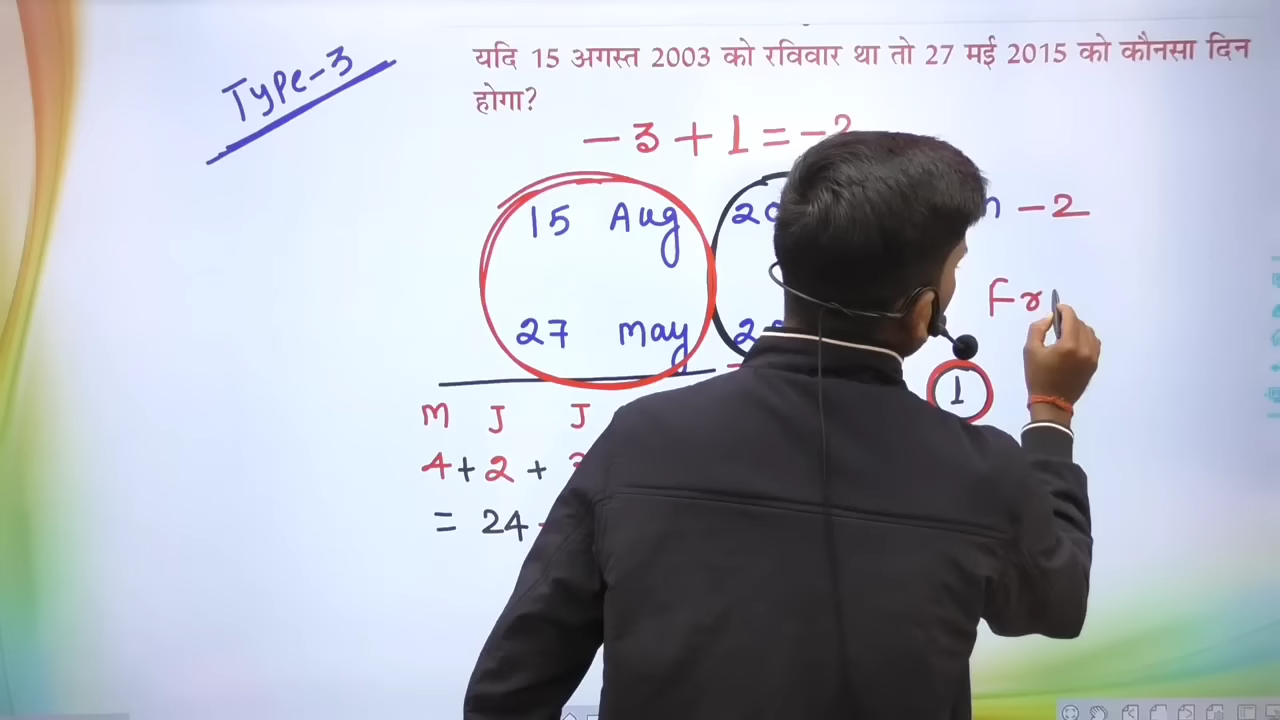 Type-3
यदि 15 अगस्त 2003 को रविवार था तो 27 मई 2015 को कौनसा दिन
होगा?
-3+1=-2
15 Aug 20
n -2
Fr
27 may 2
1
M J J
4+2+
= 24